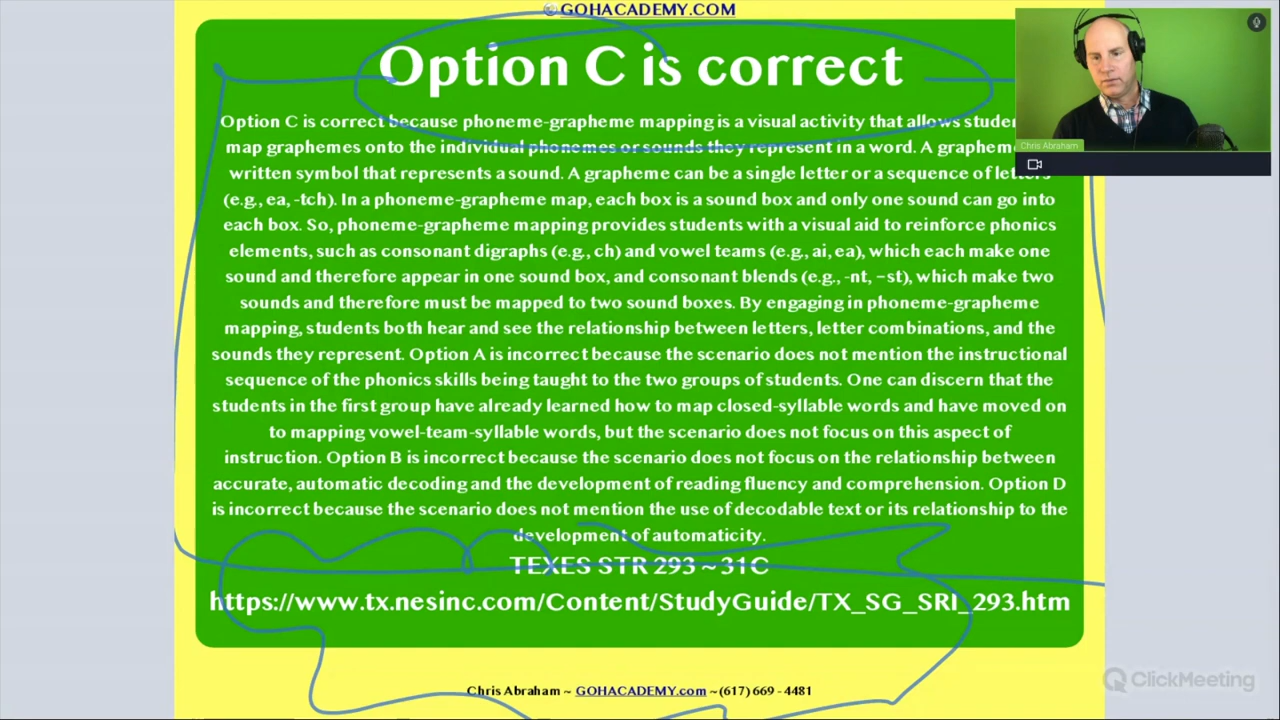 © GOHACADEMY.COM
Option C is correct
Option C is correct because phoneme-grapheme mapping is a visual activity that allows
map graphemes onto the individual phonemes or sounds they represent in a word. A grapheme
written symbol that represents a sound. A grapheme can be a single letter or a sequence of letters
(e.g., ea, -tch). In a phoneme-grapheme map, each box is a sound box and only one sound can go into
each box. So, phoneme-grapheme mapping provides students with a visual aid to reinforce phonics
elements, such as consonant digraphs (e.g., ch) and vowel teams (e.g., ai, ea), which each make one
sound and therefore appear in one sound box, and consonant blends (e.g., -nt, –st), which make two
sounds and therefore must be mapped to two sound boxes. By engaging in phoneme-grapheme
mapping, students both hear and see the relationship between letters, letter combinations, and the
sounds they represent. Option A is incorrect because the scenario does not mention the instructional
sequence of the phonics skills being taught to the two groups of students. One can discern that the
students in the first group have already learned how to map closed-syllable words and have moved on
to mapping vowel-team-syllable words, but the scenario does not focus on this aspect of
instruction. Option B is incorrect because the scenario does not focus on the relationship between
accurate, automatic decoding and the development of reading fluency and comprehension. Option D
is incorrect because the scenario does not mention the use of decodable text or its relationship to the
development of automaticity.
TEXES STR 293 ~ 31C
https://www.tx.nesinc.com/Content/StudyGuide/TX_SG_SRI_293.htm
Chris Abraham ~ GOHACADEMY.com ~(617) 669 - 4481
Chris Abraham
ClickMeeting